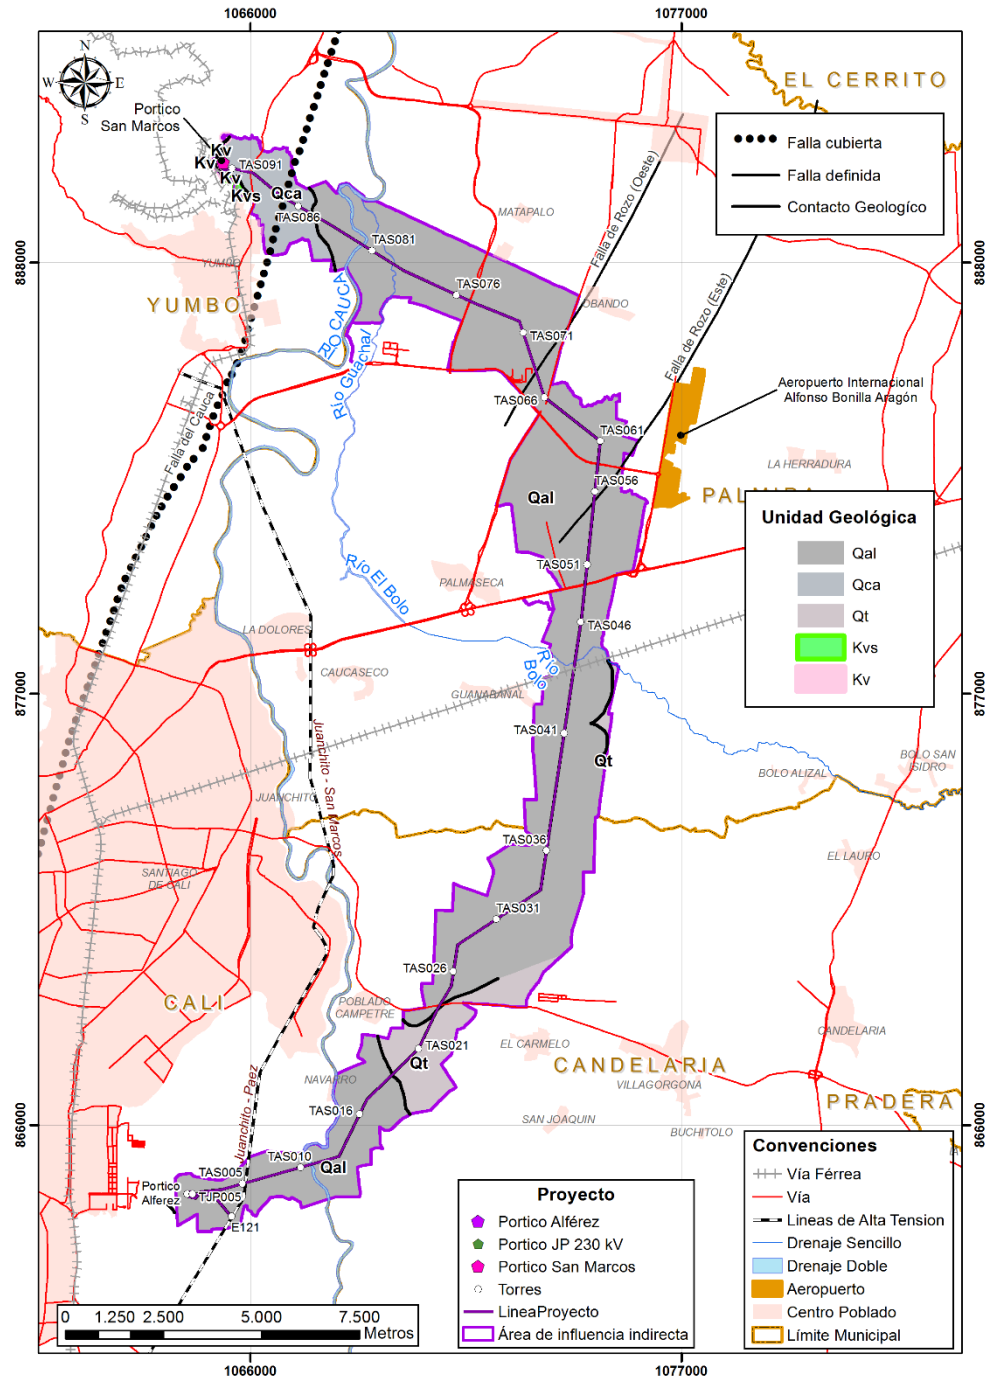 1066000
1077000
N
W
E
S
EL CERRITO
Portico
San Marcos
Kv
Kv
Kv
Kvs
TAS091
Qca
TAS086
TAS081
TAS076
TAS071
TAS066
TAS061
TAS056
TAS051
TAS046
TAS041
TAS036
TAS031
TAS026
TAS021
TAS016
TAS010
TAS005
TJP005
E121
Portico
Alferez
MATAPALO
Falla de Rozo (Oeste)
Falla de Rozo (Este)
OBANDO
Falla cubierta
Falla definida
Contacto Geologíco
888000
888000
YUMBO
YUMBO
RIO CAUCA
Río Guachal
Falla del Cauca
Aeropuerto Internacional
Alfonso Bonilla Aragón
LA HERRADURA
PALMIRA
Qal
Unidad Geológica
Qal
Qca
Qt
Kvs
Kv
Río El Bolo
PALMASECA
LA DOLORES
CAUCASECO
GUANABANAL
Río
Bolo
877000
877000
Qt
BOLO ALIZAL
BOLO SAN
ISIDRO
JUANCHITO
Juanchito - San Marcos
EL LAURO
SANTIAGO
DE CALI
CALI
POBLADO
CAMPETRE
EL CARMELO
CANDELARIA
CANDELARIA
VILLAGORGONA
Qt
NAVARRO
SAN JOAQUIN
BUCHITOLO
PRADERA
866000
866000
Juanchito - Paez
Qal
Proyecto
Portico Alférez
Portico JP 230 kV
Portico San Marcos
Torres
LineaProyecto
Área de influencia indirecta
Convenciones
Vía Férrea
Vía
Lineas de Alta Tension
Drenaje Sencillo
Drenaje Doble
Aeropuerto
Centro Poblado
Límite Municipal
0 1.250 2.500 5.000 7.500
Metros
1066000
1077000